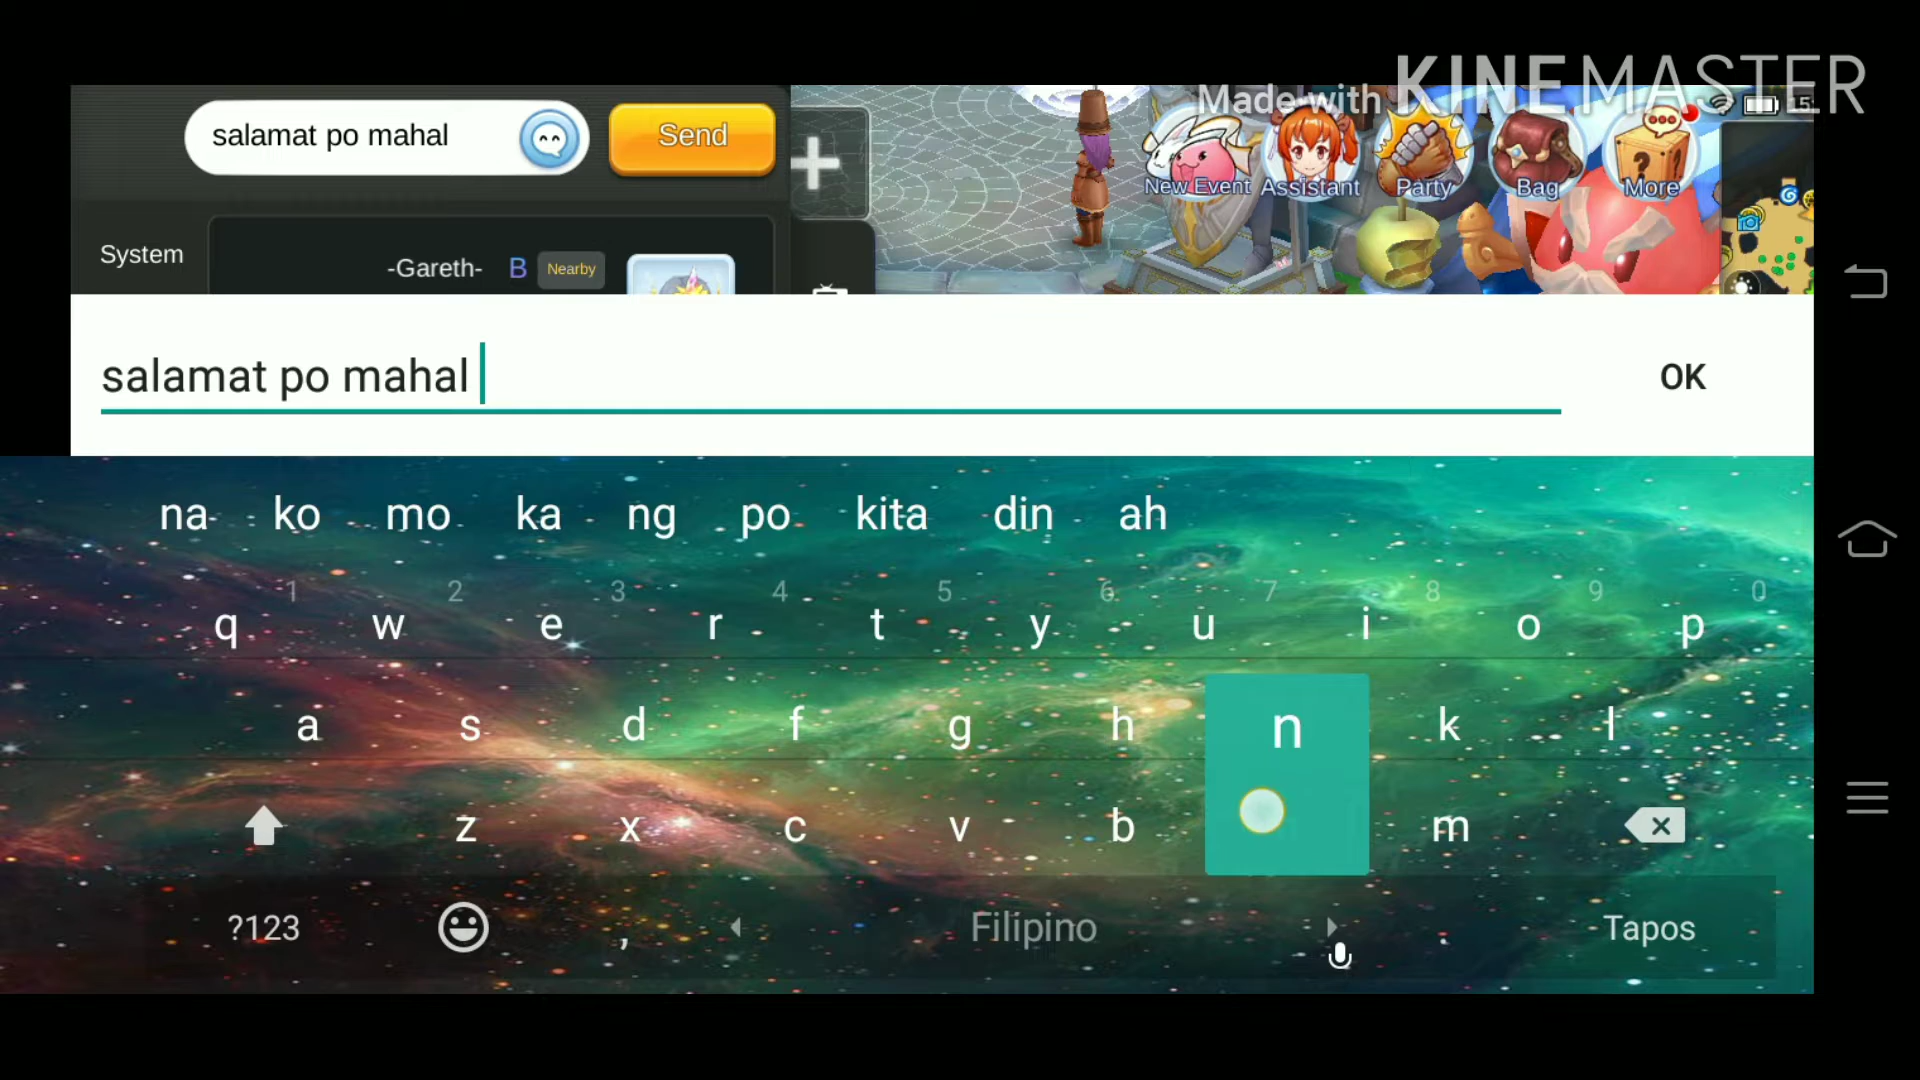 Made with KINEMASTER
salamat po mahal
Send
New Event Assistant Party Bag More
15
System
-Gareth- B Nearby
salamat po mahal
OK
na ko mo ka ng po kita din ah
1 2 3 4 5 6 7 8 9 0
q w e r t y u i o p
a s d f g h n k l
z x c v b m
?123 , Filipino . Tapos